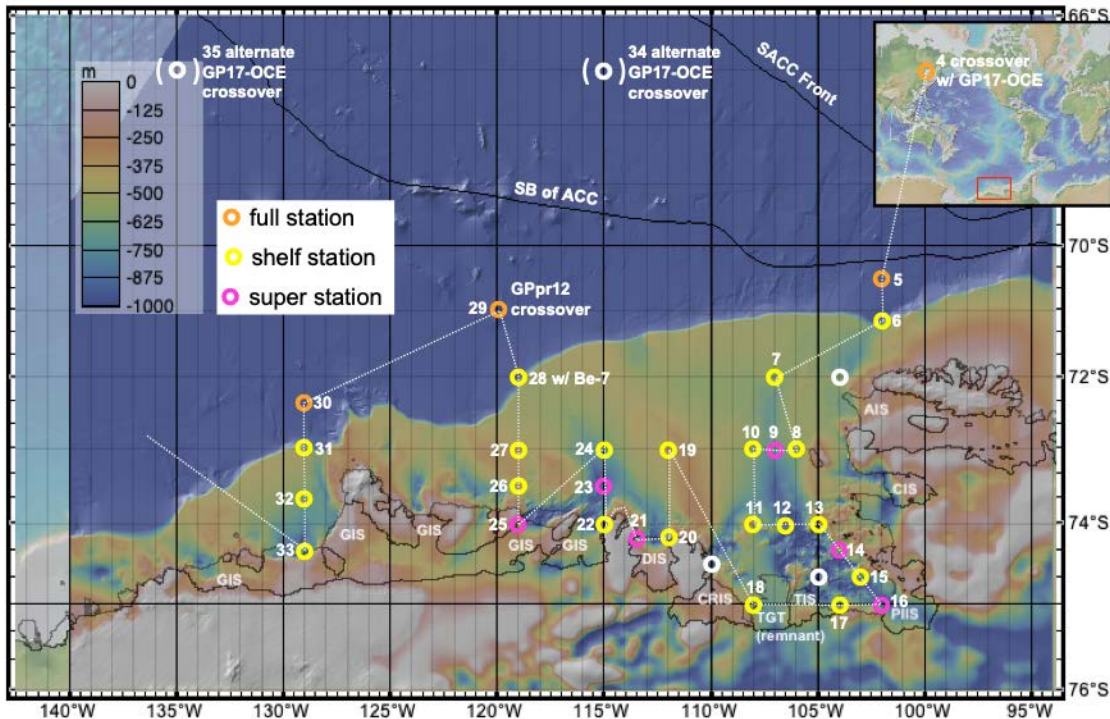 66°S
35 alternate
GP17-OCE
crossover
34 alternate
GP17-OCE
crossover
SACC Front
4 crossover
w/ GP17-OCE
m
0
-125
-250
-375
-500
-625
-750
-875
-1000
SB of ACC
full station
shelf station
super station
70°S
5
6
GPpr12
29 crossover
7
28 w/ Be-7
72°S
30
AIS
31
27
24
19
10
9
8
26
23
CIS
32
25
22
11
12
13
74°S
GIS
GIS
GIS
GIS
21
20
14
33
DIS
15
GIS
CRIS
18
TIS
16
TGT
17
PIIS
(remnant)
76°S
140°W
135°W
130°W
125°W
120°W
115°W
110°W
105°W
100°W
95°W